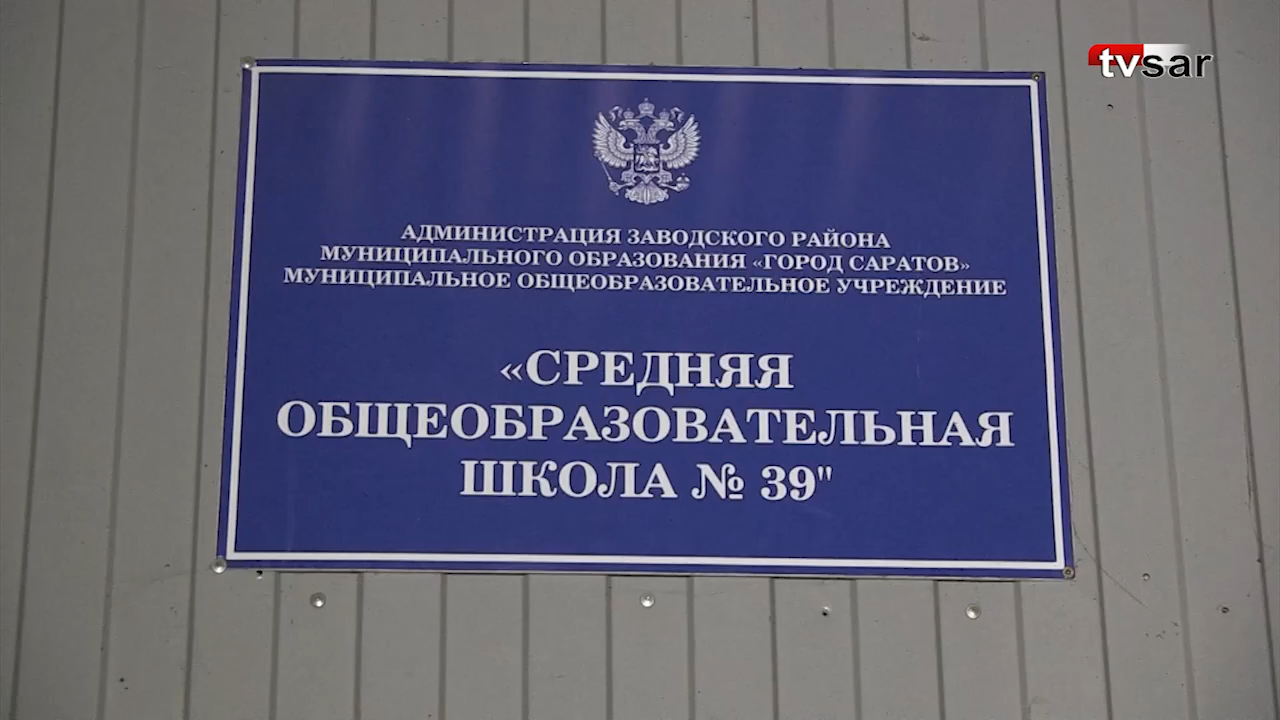 tvsar
АДМИНИСТРАЦИЯ ЗАВОДСКОГО РАЙОНА
МУНИЦИПАЛЬНОГО ОБРАЗОВАНИЯ «ГОРОД САРАТОВ»
МУНИЦИПАЛЬНОЕ ОБЩЕОБРАЗОВАТЕЛЬНОЕ УЧРЕЖДЕНИЕ
«СРЕДНЯЯ
ОБЩЕОБРАЗОВАТЕЛЬНАЯ
ШКОЛА № 39"